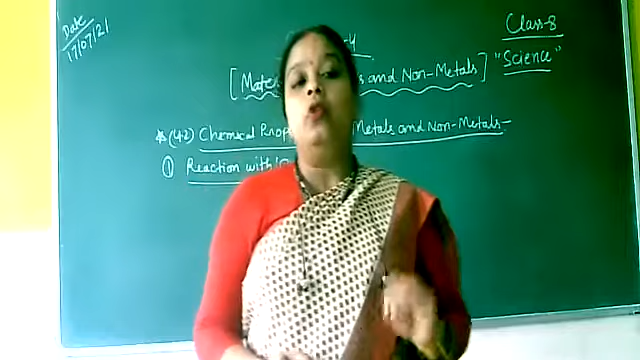 Date
17/07/21
-4
Class-8
[Mate s and Non-Metals]
"Science"
*(4.2) Chemical Prop Metals and Non-Metals-
① Reaction with